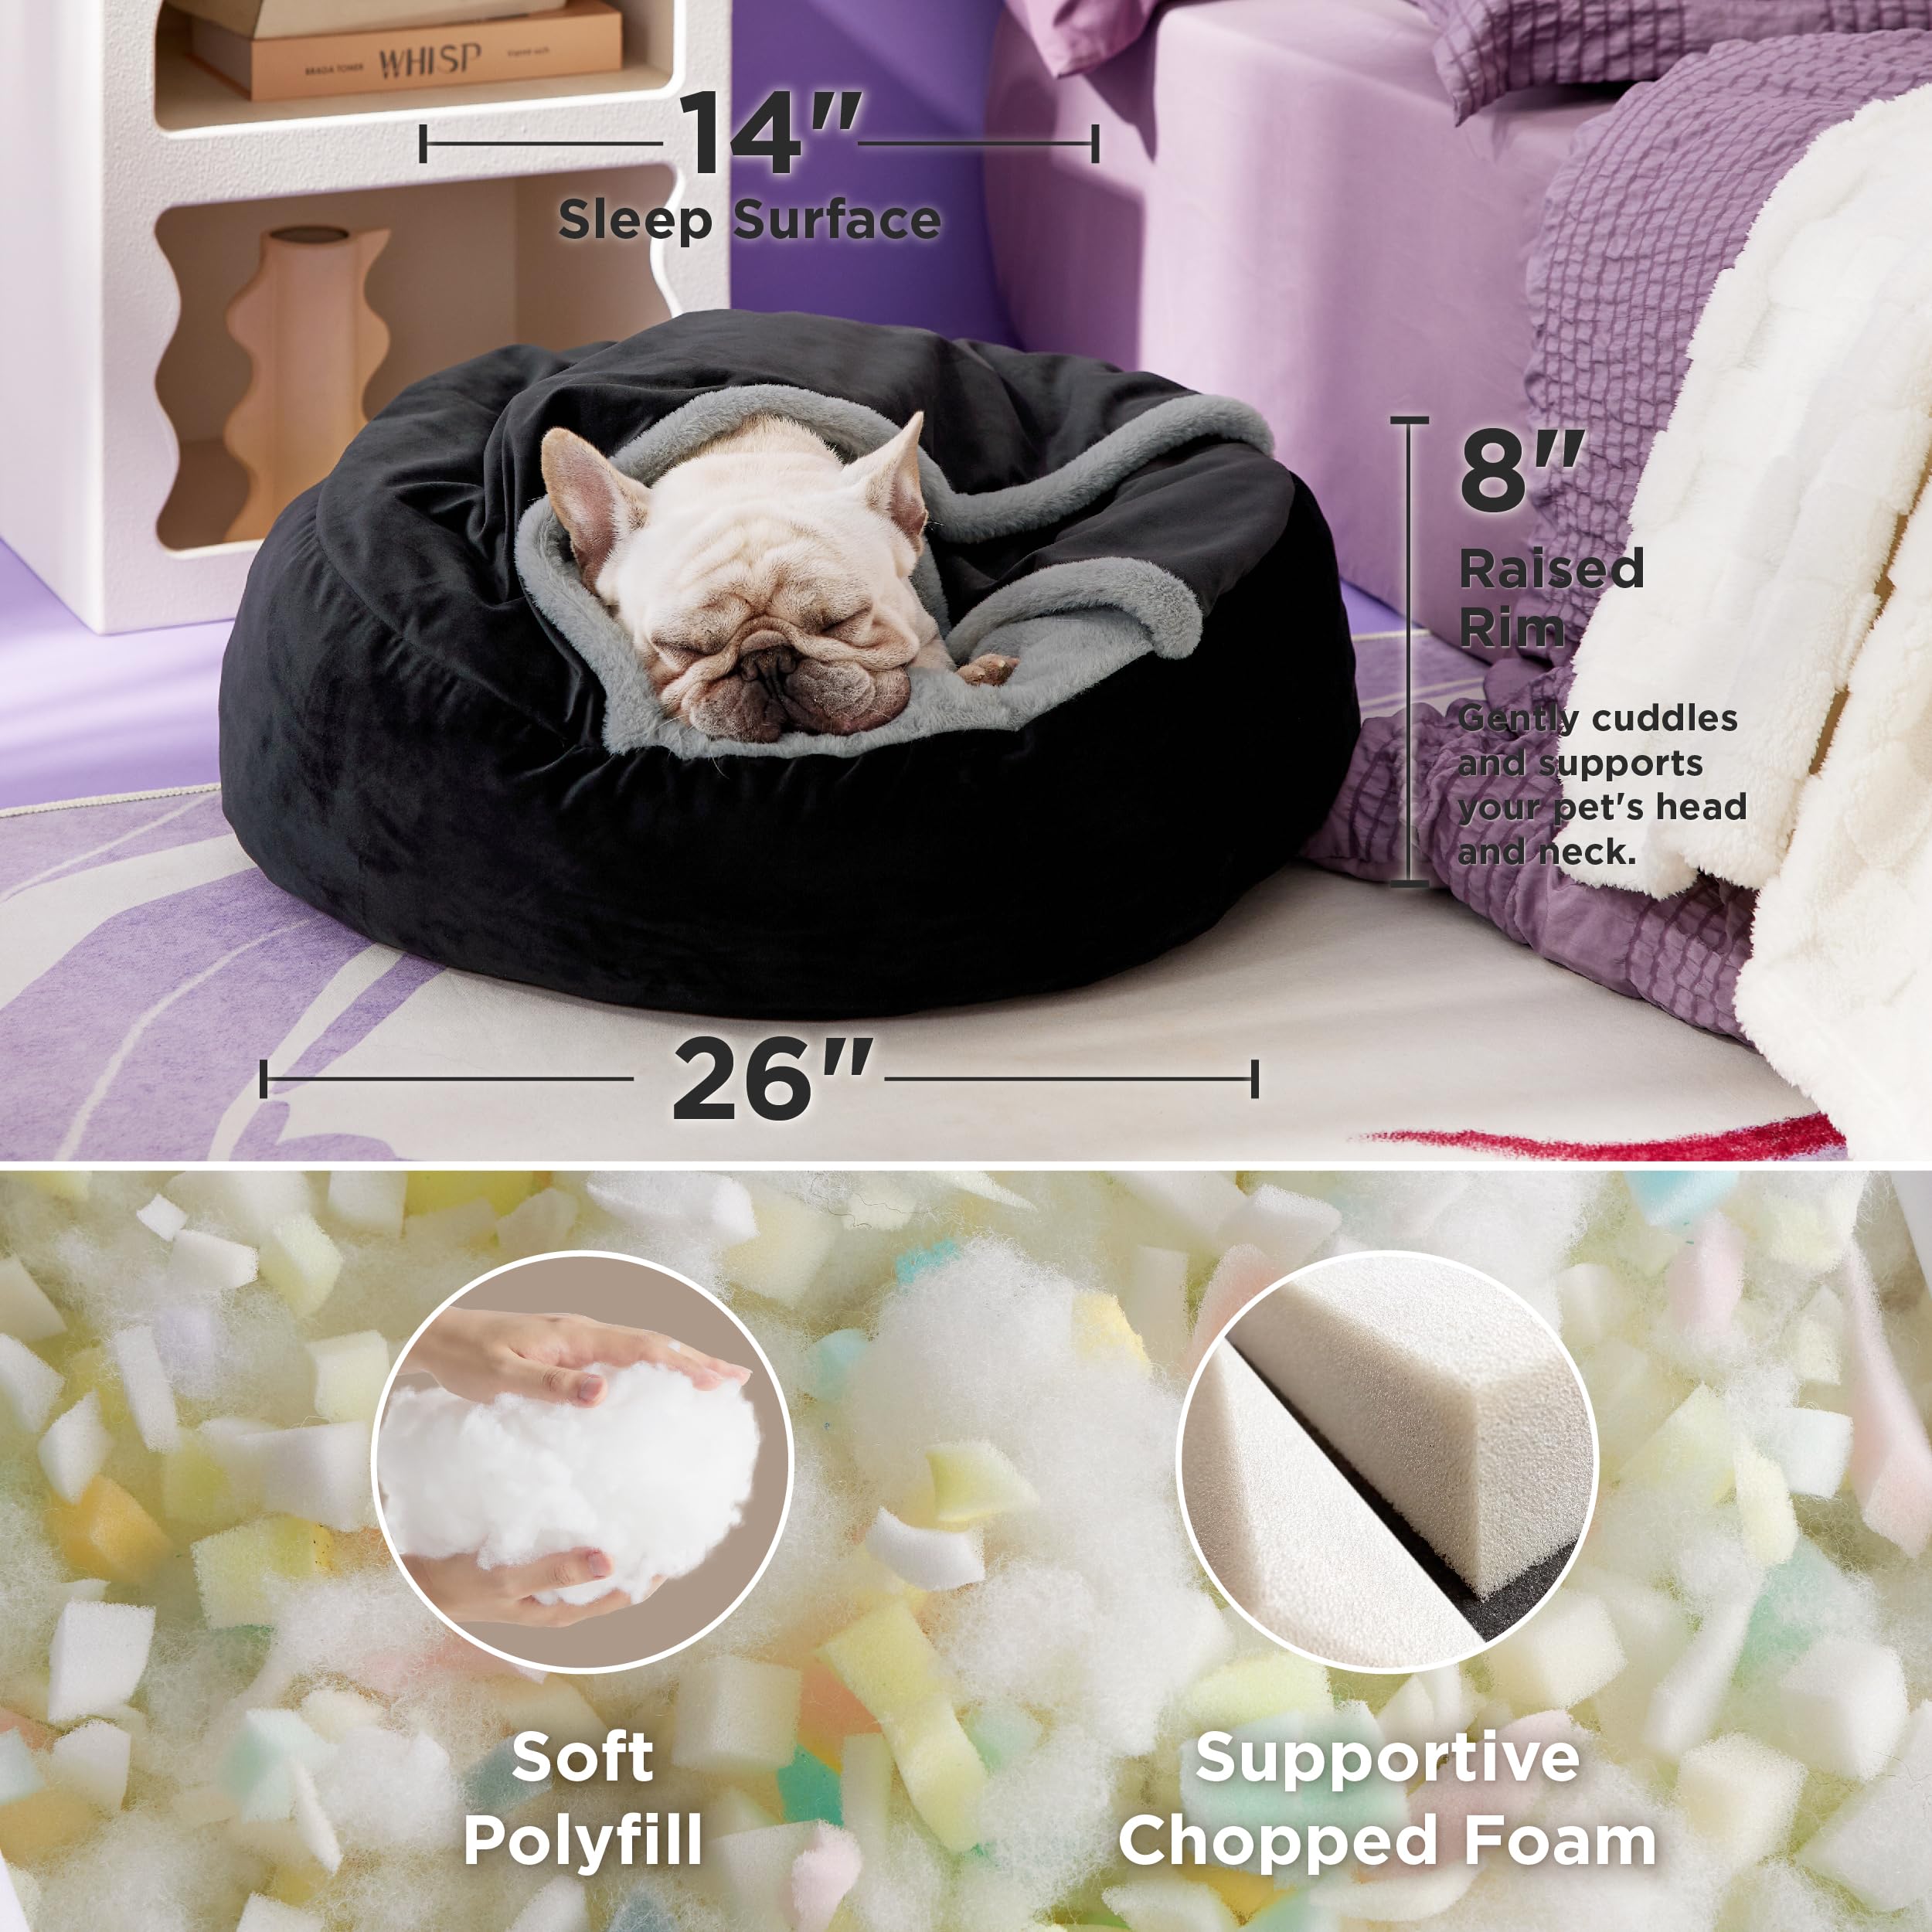 WHISP
14"
Sleep Surface
8"
Raised
Rim
Gently cuddles
and supports
your pet's head
and neck.
26"
Soft
Polyfill
Supportive
Chopped Foam